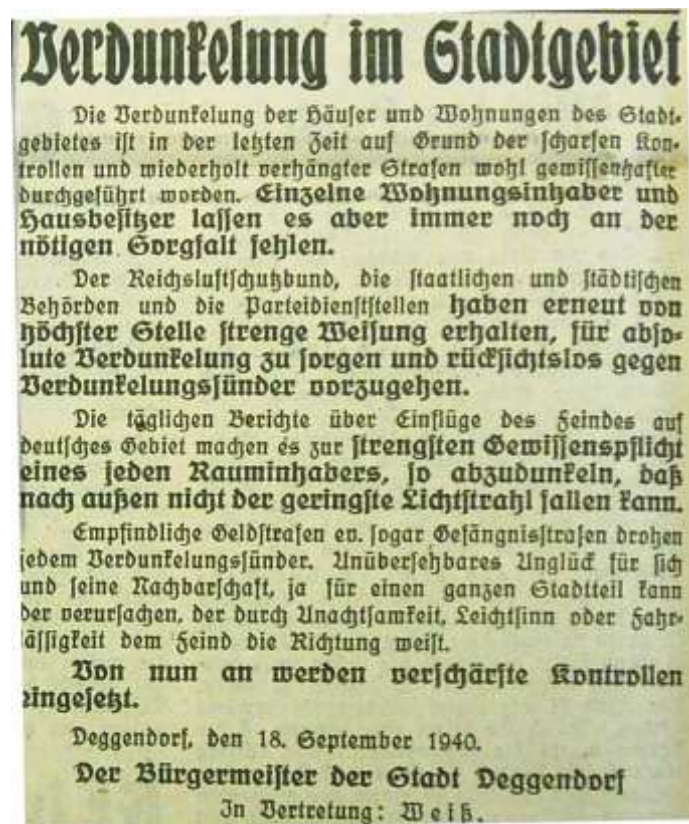 Verdunkelung im Stadtgebiet
Die Verdunkelung der Häuser und Wohnungen des Stadt-
gebietes ist in der letzten Zeit auf Grund der scharfen Kon-
trollen und wiederholt verhängter Strafen wohl gewissenhafter
durchgeführt worden. Einzelne Wohnungsinhaber und
Hausbesitzer lassen es aber immer noch an der
nötigen Sorgfalt fehlen.
Der Reichsluftschutzbund, die staatlichen und städtischen
Behörden und die Parteidienststellen haben erneut von
höchster Stelle strenge Weisung erhalten, für abso-
lute Verdunkelung zu sorgen und rücksichtslos gegen
Verdunkelungssünder vorzugehen.
Die täglichen Berichte über Einflüge des Feindes auf
deutsches Gebiet machen es zur strengsten Gewissenspflicht
eines jeden Rauminhabers, so abzudunkeln, daß
nach außen nicht der geringste Lichtstrahl fallen kann.
Empfindliche Geldstrafen ev. sogar Gefängnisstrafen drohen
jedem Verdunkelungssünder. Unübersehbares Unglück für sich
und seine Nachbarschaft, ja für einen ganzen Stadtteil kann
der verursachen, der durch Unachtsamkeit, Leichtsinn oder Fahr-
lässigkeit dem Feind die Richtung weist.
Von nun an werden verschärfte Kontrollen
eingesetzt.
Deggendorf, den 18. September 1940.
Der Bürgermeister der Stadt Deggendorf
In Vertretung: Weiß.